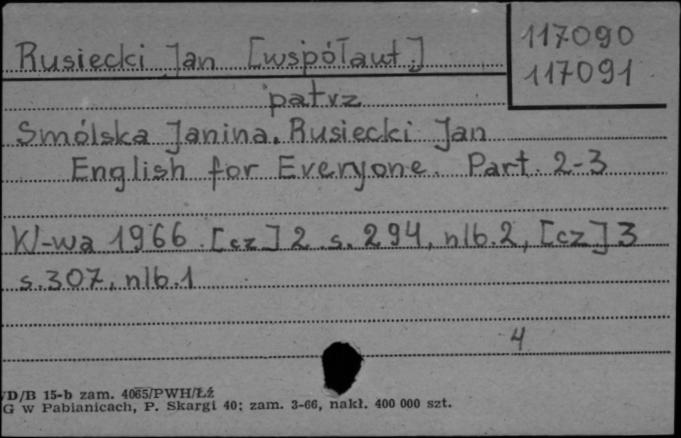 Rusiecki Jan [współaut.]
117090
117091
patrz
Smólska Janina. Rusiecki Jan
English for Everyone. Part. 2-3
W-wa 1966. [cz] 2 s. 294, nlb. 2, [cz] 3
s. 307, nlb. 1
4
VD/B 15-b zam. 4065/PWH/Łź
G w Pabianicach, P. Skargi 40; zam. 3-66, nakł. 400 000 szt.